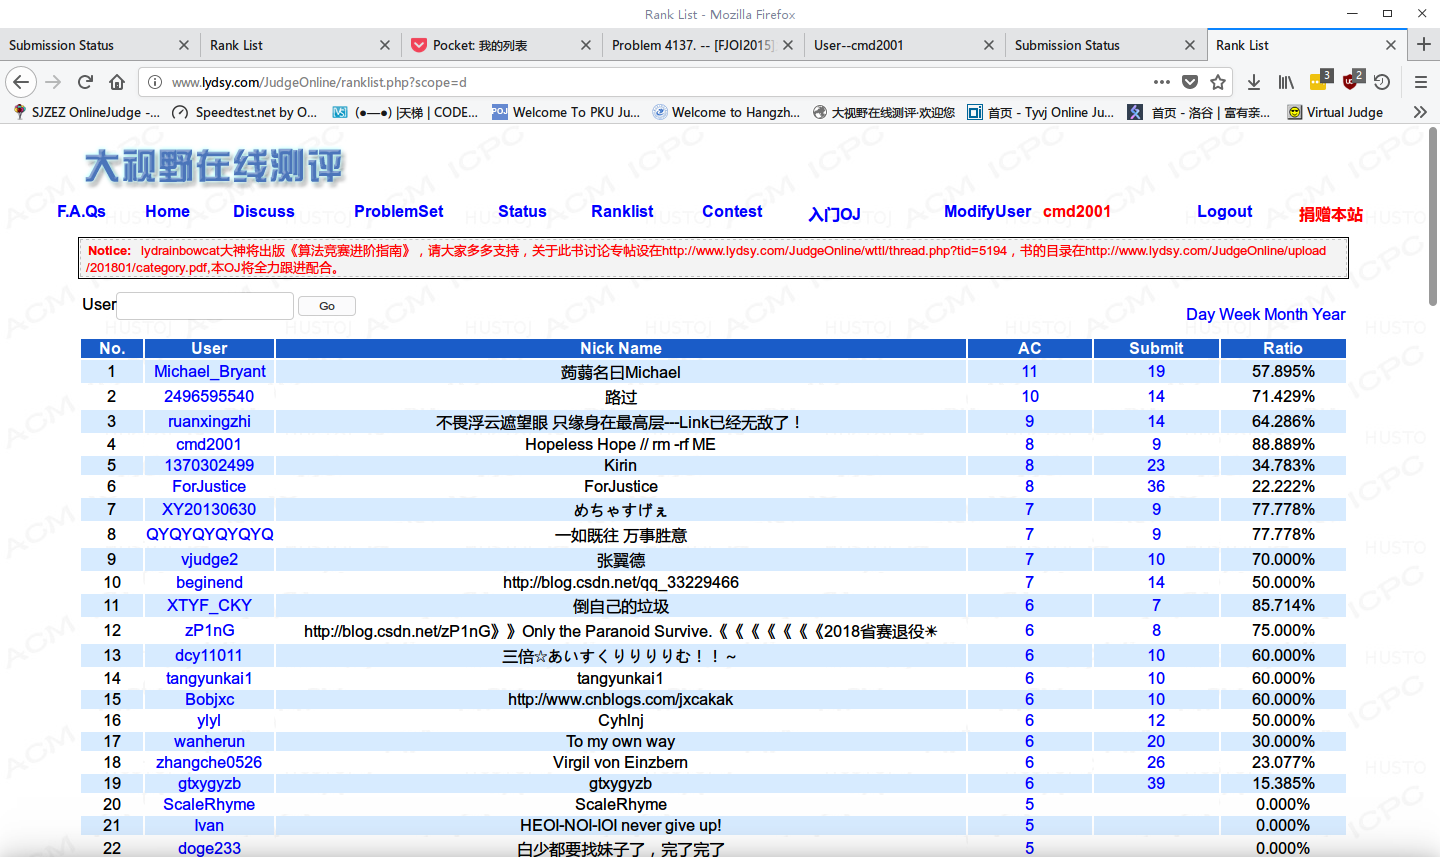 Rank List - Mozilla Firefox
Submission Status
Rank List
Pocket: 我的列表
Problem 4137. -- [FJOI2015]
User--cmd2001
Submission Status
Rank List
www.lydsy.com/JudgeOnline/ranklist.php?scope=d
3
2
SJZEZ OnlineJudge -...
Speedtest.net by O...
(●—●) |天梯 | CODE...
Welcome To PKU Ju...
Welcome to Hangzh...
大视野在线测评-欢迎您
首页 - Tyvj Online Ju...
首页 - 洛谷 | 富有亲...
Virtual Judge
大视野在线测评
F.A.Qs Home Discuss ProblemSet Status Ranklist Contest 入门OJ ModifyUser cmd2001 Logout 捐赠本站
Notice: lydrainbowcat大神将出版《算法竞赛进阶指南》，请大家多多支持，关于此书讨论专帖设在http://www.lydsy.com/JudgeOnline/wttl/thread.php?tid=5194，书的目录在http://www.lydsy.com/JudgeOnline/upload
/201801/category.pdf,本OJ将全力跟进配合。
User Go
Day Week Month Year
No. User Nick Name AC Submit Ratio
1 Michael_Bryant 蒟蒻名曰Michael 11 19 57.895%
2 2496595540 路过 10 14 71.429%
3 ruanxingzhi 不畏浮云遮望眼 只缘身在最高层---Link已经无敌了！ 9 14 64.286%
4 cmd2001 Hopeless Hope // rm -rf ME 8 9 88.889%
5 1370302499 Kirin 8 23 34.783%
6 ForJustice ForJustice 8 36 22.222%
7 XY20130630 めちゃすげぇ 7 9 77.778%
8 QYQYQYQYQYQ 一如既往 万事胜意 7 9 77.778%
9 vjudge2 张翼德 7 10 70.000%
10 beginend http://blog.csdn.net/qq_33229466 7 14 50.000%
11 XTYF_CKY 倒自己的垃圾 6 7 85.714%
12 zP1nG http://blog.csdn.net/zP1nG》》Only the Paranoid Survive.《《《《《《《2018省赛退役☀ 6 8 75.000%
13 dcy11011 三倍☆あいすくりりりりむ！！~ 6 10 60.000%
14 tangyunkai1 tangyunkai1 6 10 60.000%
15 Bobjxc http://www.cnblogs.com/jxcakak 6 10 60.000%
16 ylyl Cyhlnj 6 12 50.000%
17 wanherun To my own way 6 20 30.000%
18 zhangche0526 Virgil von Einzbern 6 26 23.077%
19 gtxygyzb gtxygyzb 6 39 15.385%
20 ScaleRhyme ScaleRhyme 5 0.000%
21 Ivan HEOI-NOI-IOI never give up! 5 0.000%
22 doge233 白少都要找妹子了，完了完了 5 0.000%